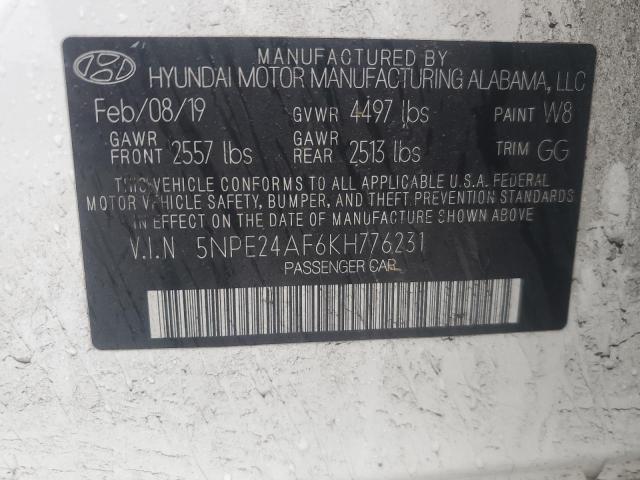 MANUFACTURED BY
HYUNDAI MOTOR MANUFACTURING ALABAMA, LLC
Feb/08/19 GVWR 4497 lbs PAINT W8
GAWR FRONT 2557 lbs GAWR REAR 2513 lbs TRIM GG
THIS VEHICLE CONFORMS TO ALL APPLICABLE U.S.A. FEDERAL
MOTOR VEHICLE SAFETY, BUMPER, AND THEFT PREVENTION STANDARDS
IN EFFECT ON THE DATE OF MANUFACTURE SHOWN ABOVE
V.I.N 5NPE24AF6KH776231
PASSENGER CAR